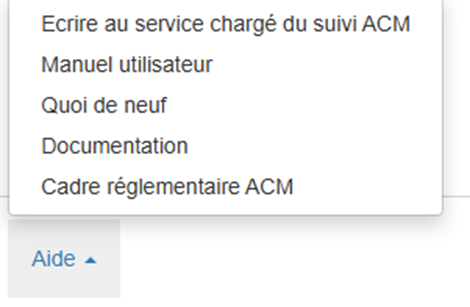 Ecrire au service chargé du suivi ACM
Manuel utilisateur
Quoi de neuf
Documentation
Cadre réglementaire ACM
Aide